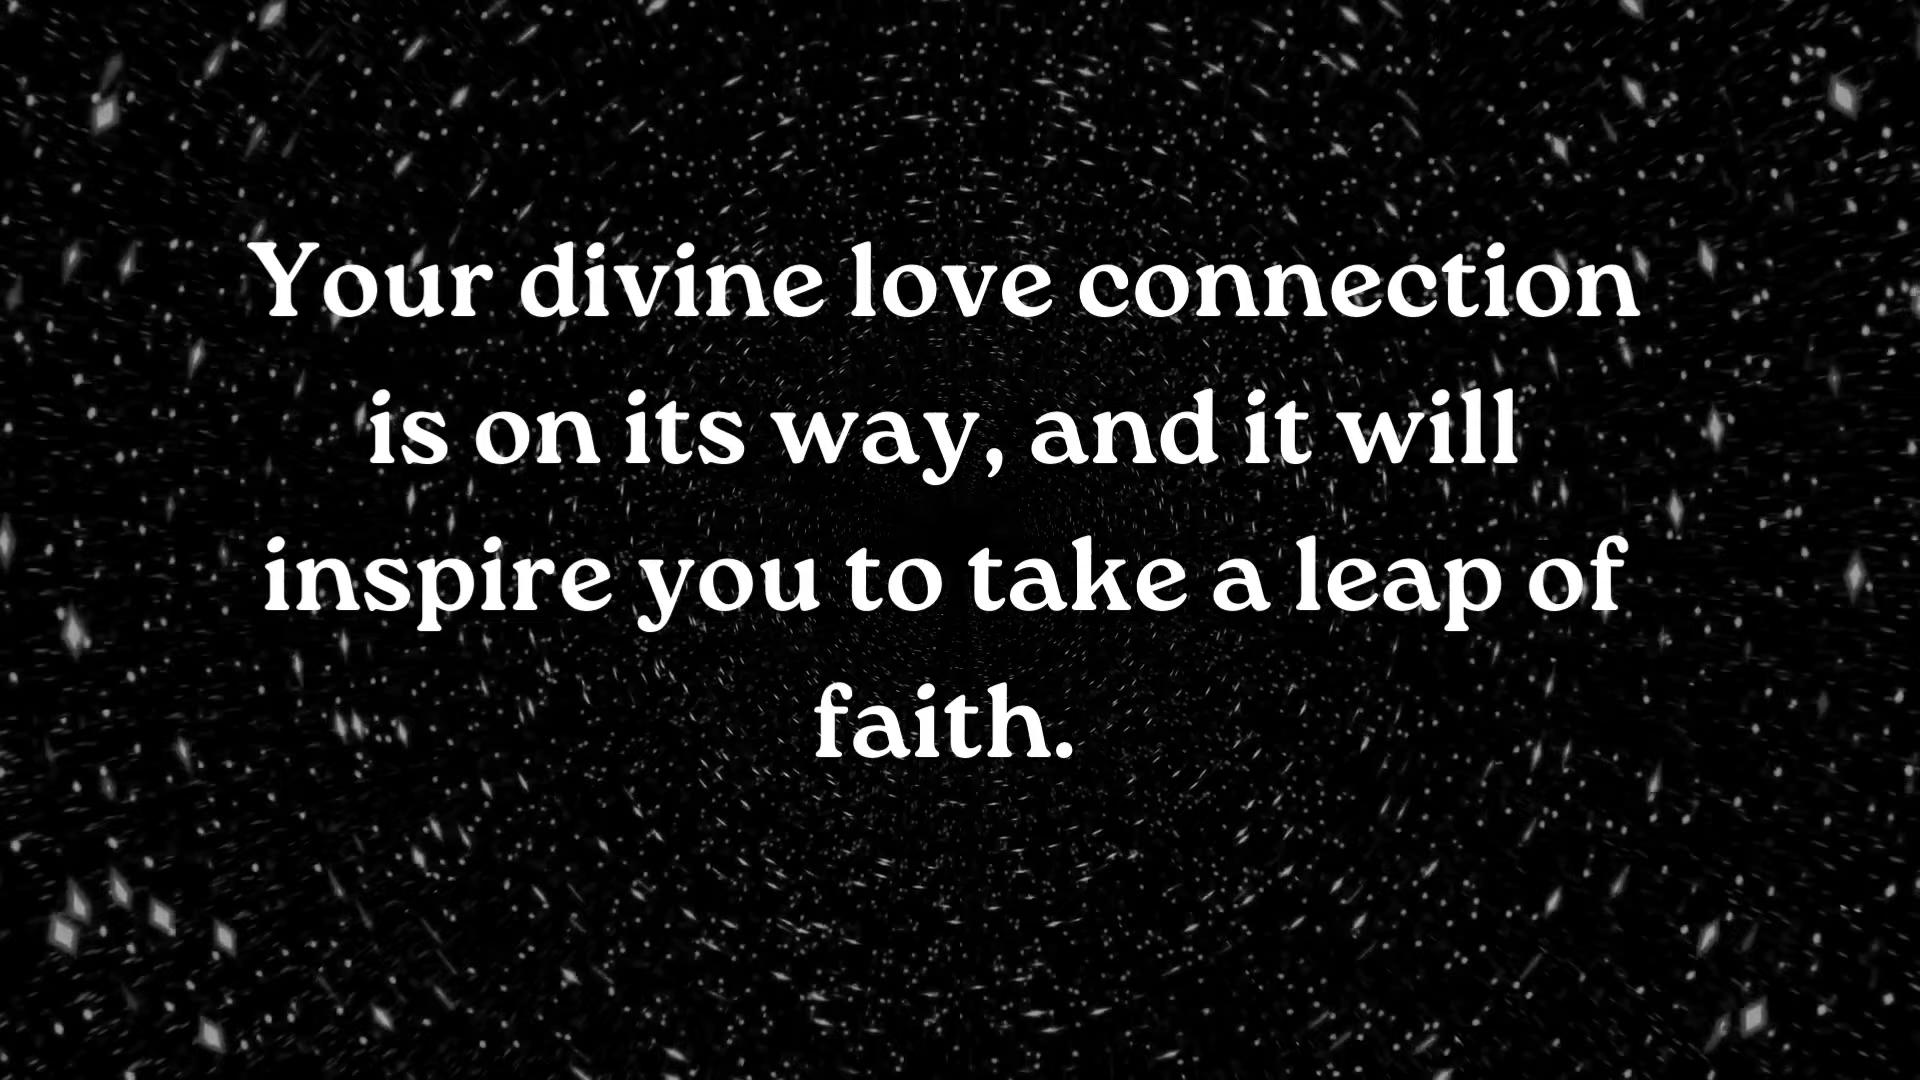 Your divine love connection
is on its way, and it will
inspire you to take a leap of
faith.